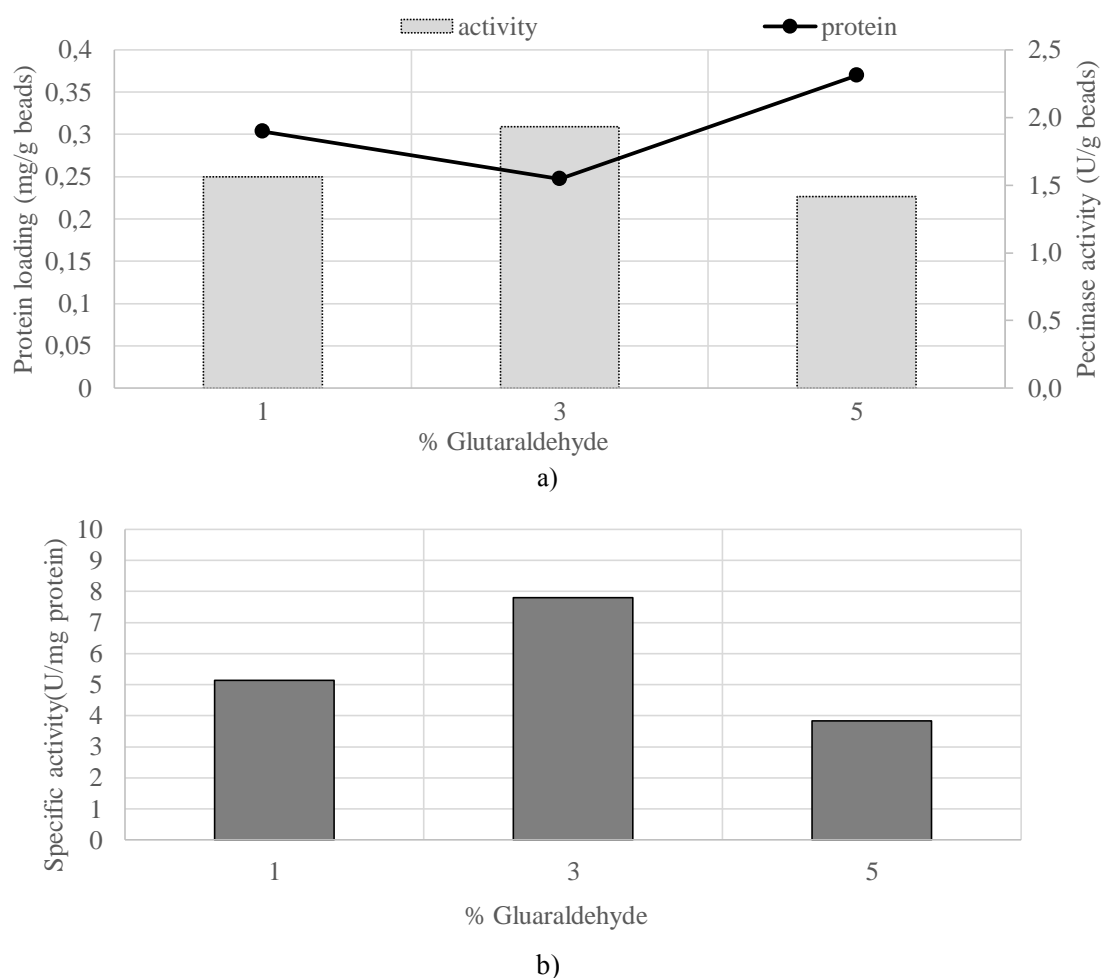 activity protein
Protein loading (mg/g beads)
0,4
0,35
0,3
0,25
0,2
0,15
0,1
0,05
0
2,5
2,0
1,5
1,0
0,5
0,0
Pectinase activity (U/g beads)
1 3 5
% Glutaraldehyde
a)
Specific activity(U/mg protein)
10
9
8
7
6
5
4
3
2
1
0
1 3 5
% Gluaraldehyde
b)